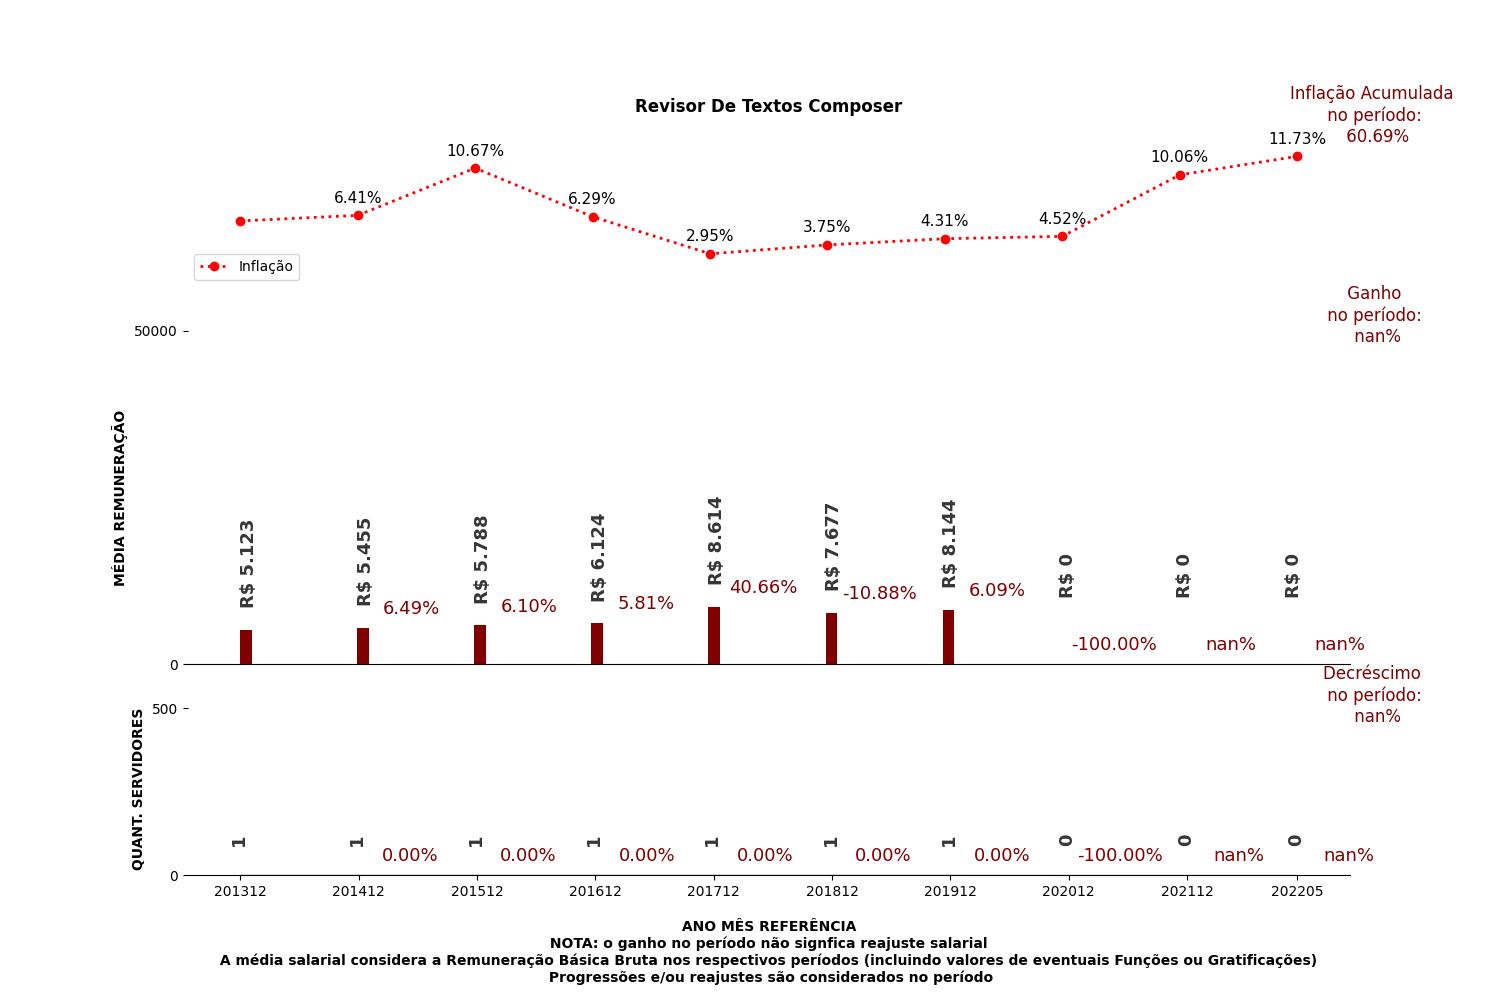 Revisor De Textos Composer
Inflação Acumulada
no período:
60.69%
6.41%
10.67%
6.29%
2.95%
3.75%
4.31%
4.52%
10.06%
11.73%
Inflação
Ganho
no período:
nan%
50000
0
MÉDIA REMUNERAÇÃO
R$ 5.123
R$ 5.455
R$ 5.788
R$ 6.124
R$ 8.614
R$ 7.677
R$ 8.144
R$ 0
R$ 0
R$ 0
6.49%
6.10%
5.81%
40.66%
-10.88%
6.09%
-100.00%
nan%
nan%
Decréscimo
no período:
nan%
500
0
QUANT. SERVIDORES
1
1
1
1
1
1
1
0
0
0
0.00%
0.00%
0.00%
0.00%
0.00%
0.00%
-100.00%
nan%
nan%
201312
201412
201512
201612
201712
201812
201912
202012
202112
202205
ANO MÊS REFERÊNCIA
NOTA: o ganho no período não signfica reajuste salarial
A média salarial considera a Remuneração Básica Bruta nos respectivos períodos (incluindo valores de eventuais Funções ou Gratificações)
Progressões e/ou reajustes são considerados no período